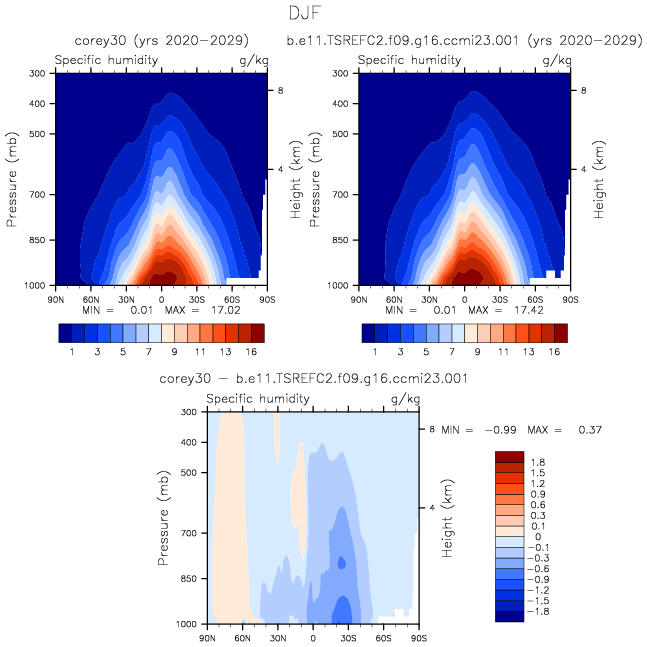 DJF
corey30 (yrs 2020-2029)
b.e11.TSREFC2.f09.g16.ccmi23.001 (yrs 2020-2029)
Specific humidity g/kg
Specific humidity g/kg
300
400
500
700
850
1000
Pressure (mb)
8
4
Height (km)
90N 60N 30N 0 30S 60S 90S
MIN = 0.01 MAX = 17.02
1 3 5 7 9 11 13 16
300
400
500
700
850
1000
Pressure (mb)
8
4
Height (km)
90N 60N 30N 0 30S 60S 90S
MIN = 0.01 MAX = 17.42
1 3 5 7 9 11 13 16
corey30 - b.e11.TSREFC2.f09.g16.ccmi23.001
Specific humidity g/kg
300
400
500
700
850
1000
Pressure (mb)
8
4
Height (km)
90N 60N 30N 0 30S 60S 90S
MIN = -0.99 MAX = 0.37
1.8
1.5
1.2
0.9
0.6
0.3
0.1
0
-0.1
-0.3
-0.6
-0.9
-1.2
-1.5
-1.8